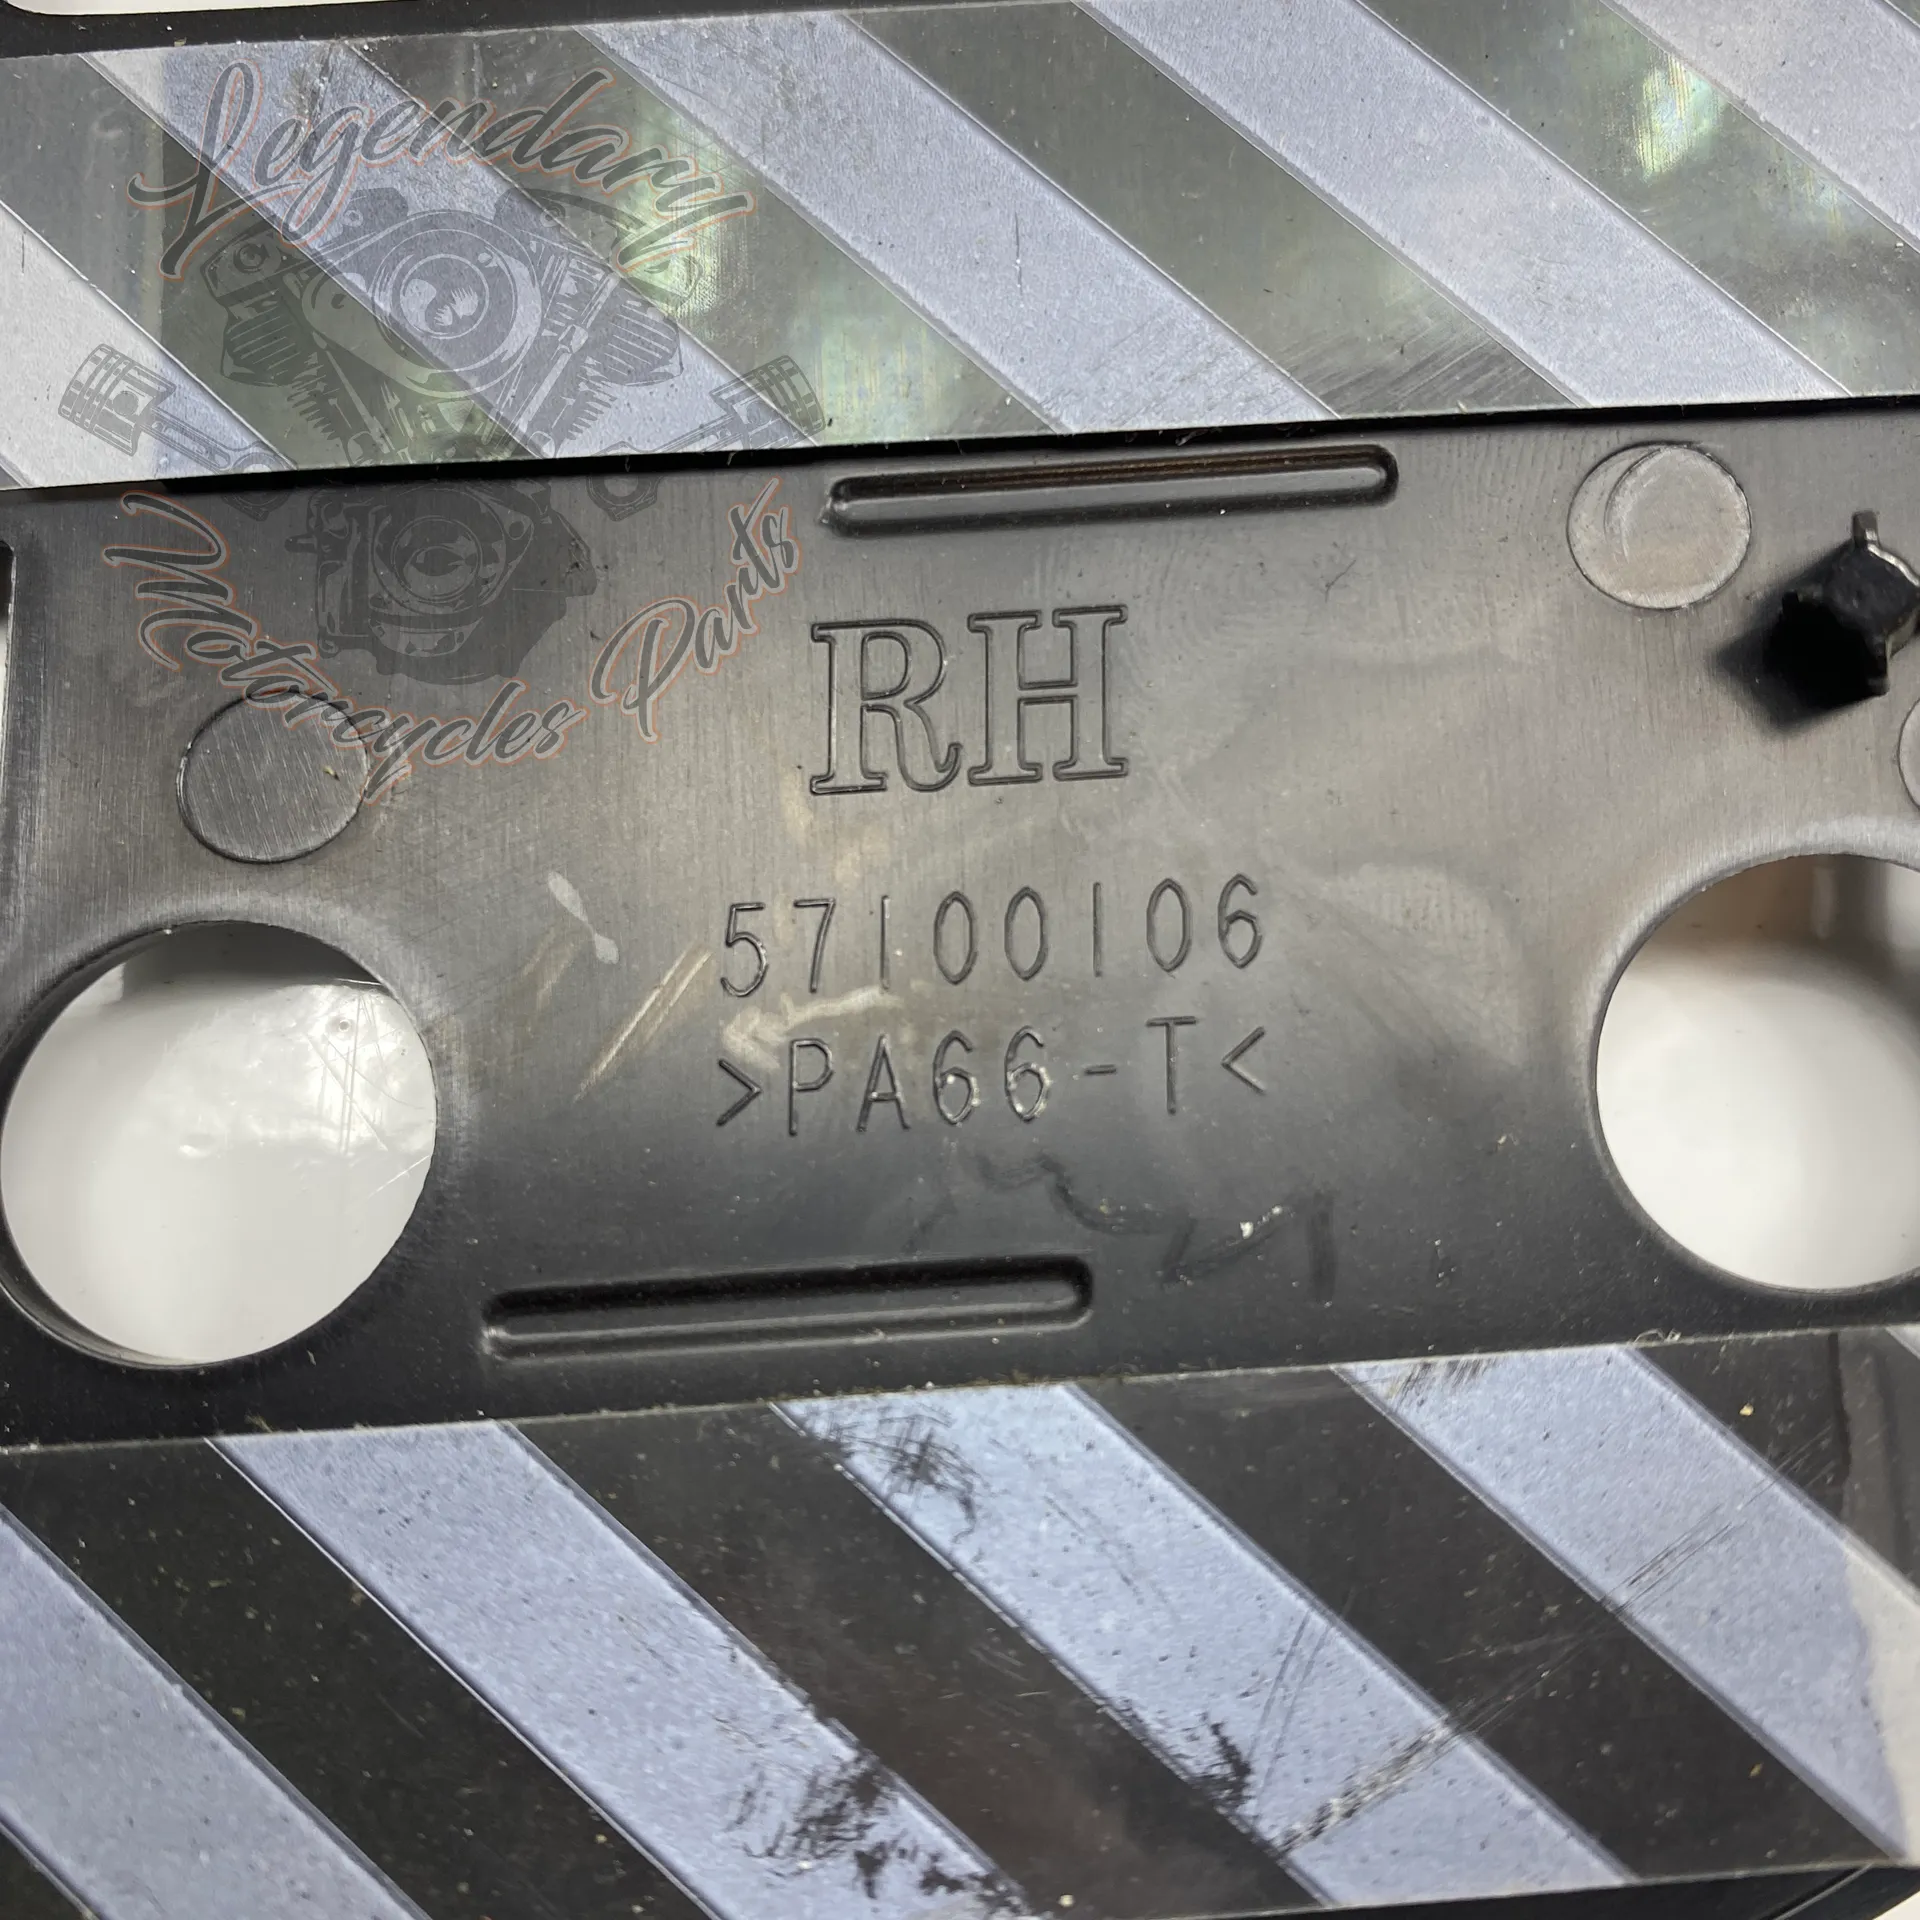 Legendary
Motorcycles Parts
RH
57100106
>PA66-T<